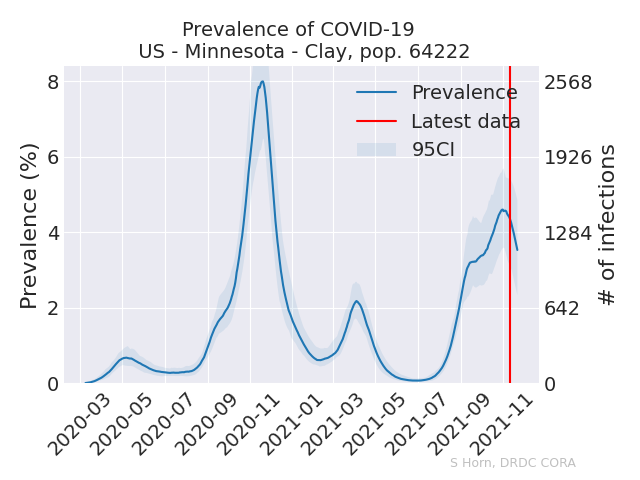 Prevalence of COVID-19
US - Minnesota - Clay, pop. 64222
Prevalence
Latest data
95CI
Prevalence (%)
8
6
4
2
0
# of infections
2568
1926
1284
642
0
2020-03
2020-05
2020-07
2020-09
2020-11
2021-01
2021-03
2021-05
2021-07
2021-09
2021-11
S Horn, DRDC CORA